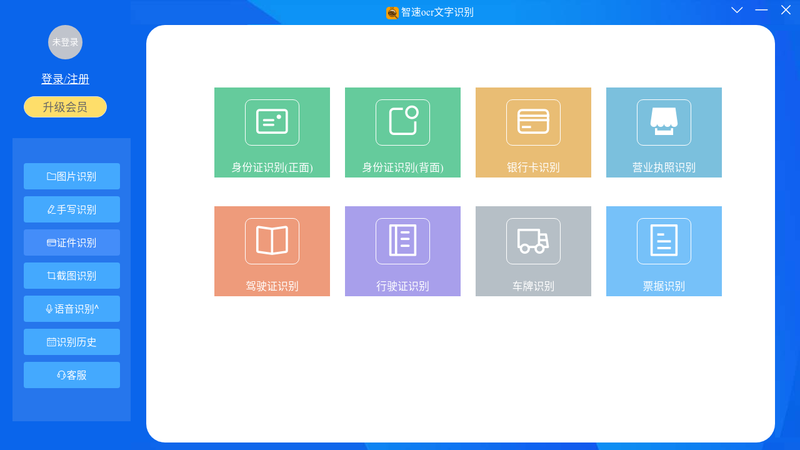 智速ocr文字识别
未登录
登录/注册
升级会员
图片识别
手写识别
证件识别
截图识别
语音识别^
识别历史
客服
身份证识别(正面)
身份证识别(背面)
银行卡识别
营业执照识别
驾驶证识别
行驶证识别
车牌识别
票据识别